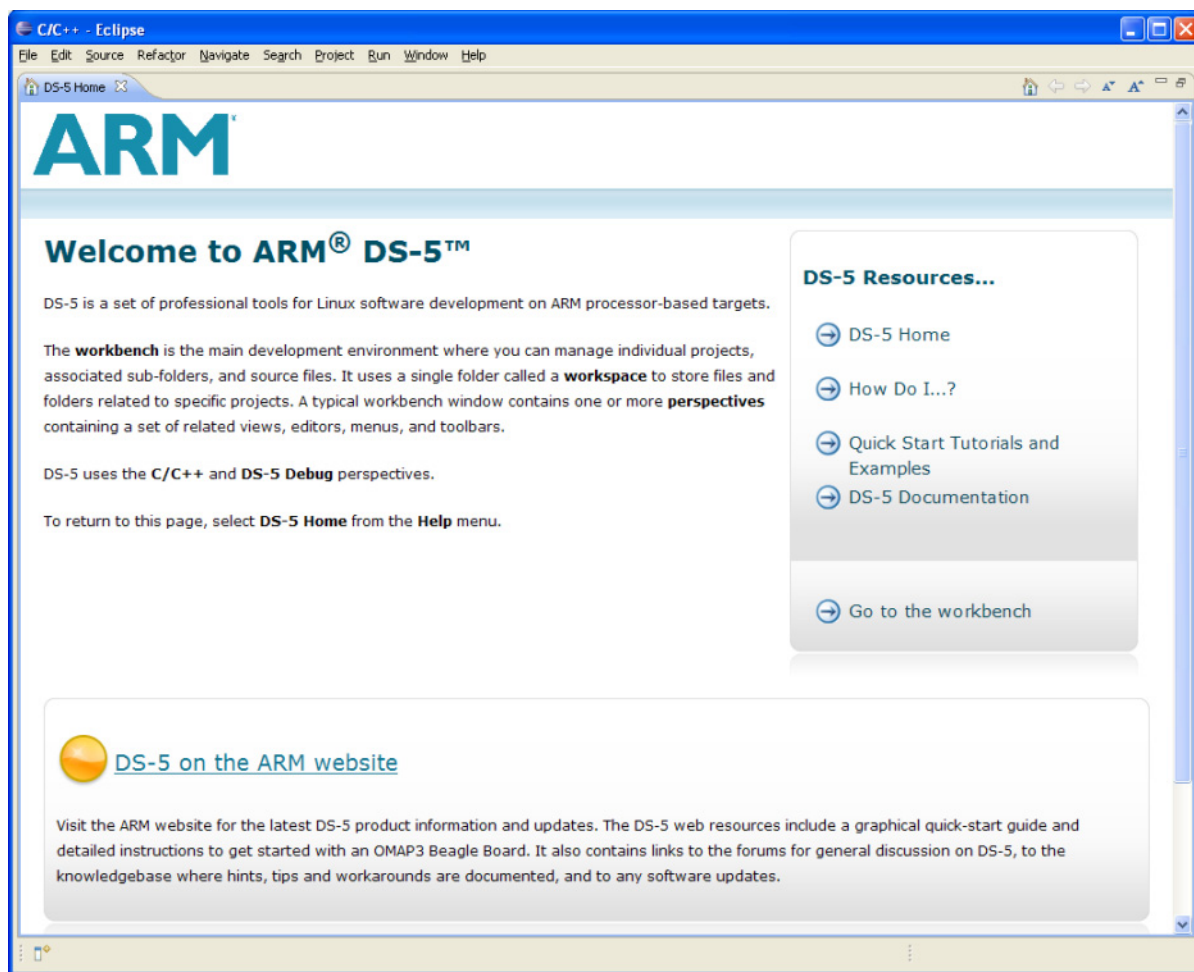 C/C++ - Eclipse
File Edit Source Refactor Navigate Search Project Run Window Help
DS-5 Home
ARM
Welcome to ARM® DS-5™
DS-5 is a set of professional tools for Linux software development on ARM processor-based targets.
The workbench is the main development environment where you can manage individual projects,
associated sub-folders, and source files. It uses a single folder called a workspace to store files and
folders related to specific projects. A typical workbench window contains one or more perspectives
containing a set of related views, editors, menus, and toolbars.
DS-5 uses the C/C++ and DS-5 Debug perspectives.
To return to this page, select DS-5 Home from the Help menu.
DS-5 Resources...
DS-5 Home
How Do I...?
Quick Start Tutorials and
Examples
DS-5 Documentation
Go to the workbench
DS-5 on the ARM website
Visit the ARM website for the latest DS-5 product information and updates. The DS-5 web resources include a graphical quick-start guide and
detailed instructions to get started with an OMAP3 Beagle Board. It also contains links to the forums for general discussion on DS-5, to the
knowledgebase where hints, tips and workarounds are documented, and to any software updates.